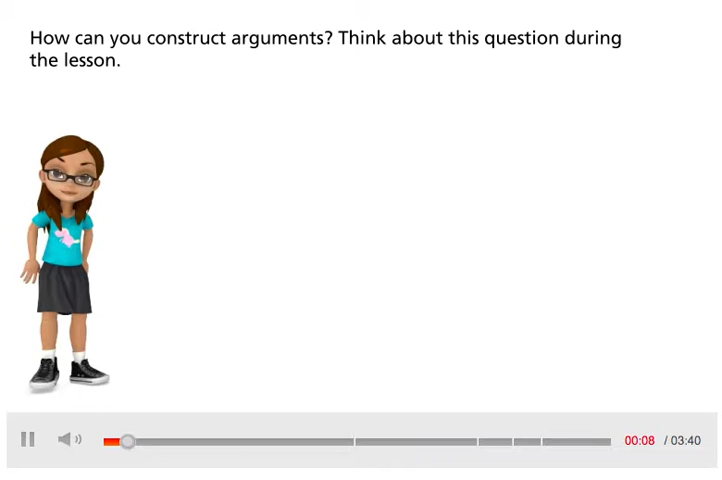 How can you construct arguments? Think about this question during
the lesson.
00:08 / 03:40